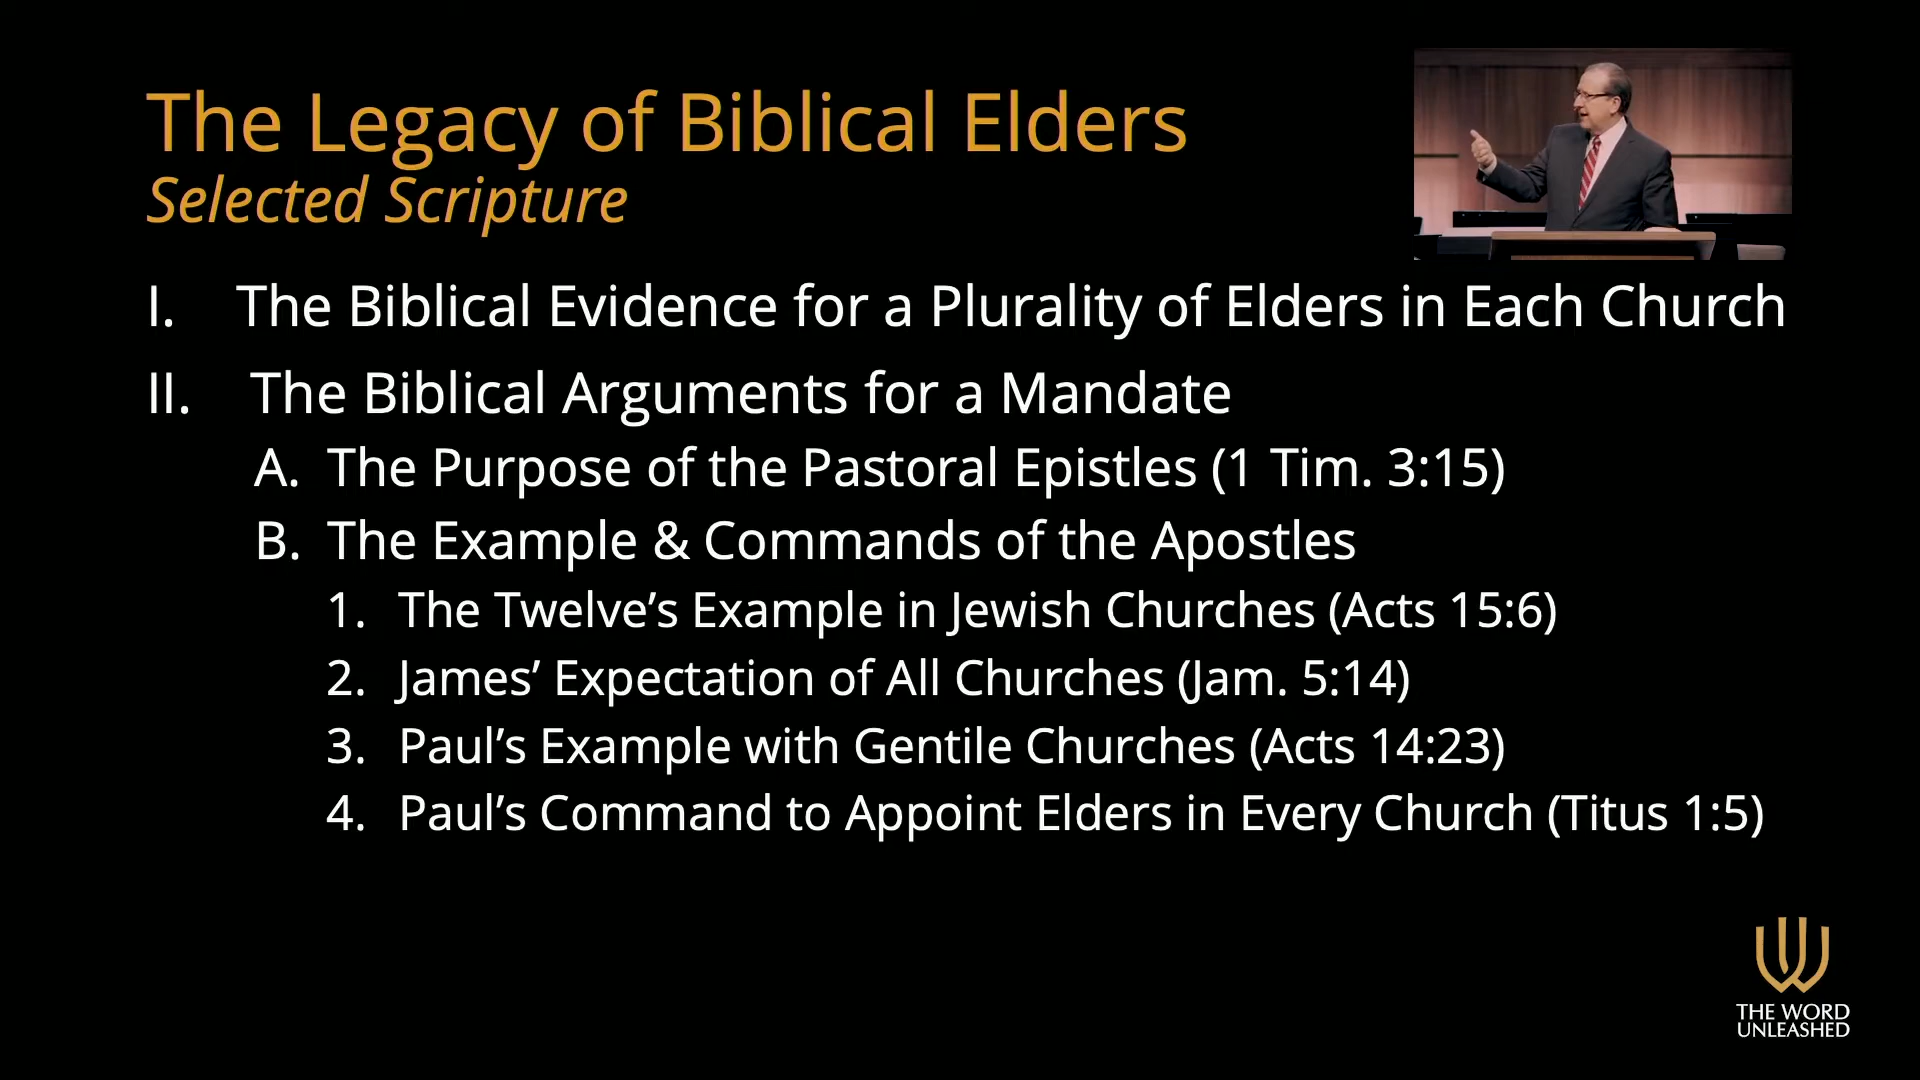 The Legacy of Biblical Elders
Selected Scripture
I. The Biblical Evidence for a Plurality of Elders in Each Church
II. The Biblical Arguments for a Mandate
A. The Purpose of the Pastoral Epistles (1 Tim. 3:15)
B. The Example & Commands of the Apostles
1. The Twelve’s Example in Jewish Churches (Acts 15:6)
2. James’ Expectation of All Churches (Jam. 5:14)
3. Paul’s Example with Gentile Churches (Acts 14:23)
4. Paul’s Command to Appoint Elders in Every Church (Titus 1:5)
THE WORD
UNLEASHED